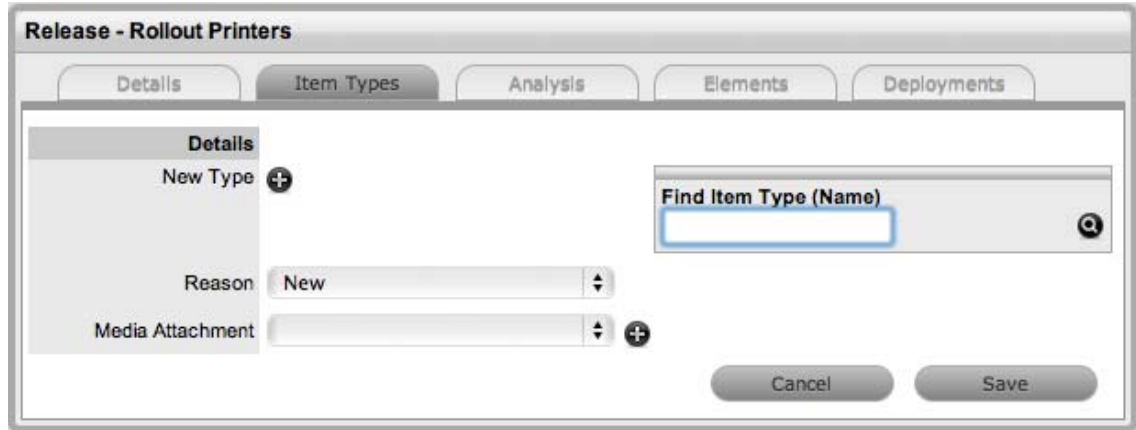 Release - Rollout Printers
Details Item Types Analysis Elements Deployments
Details
New Type
Find Item Type (Name)
Reason New
Media Attachment
Cancel Save